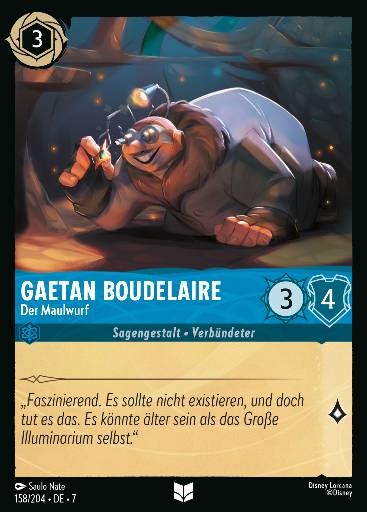 3
GAETAN BOUDELAIRE
Der Maulwurf
3
4
Sagengestalt • Verbündeter
„Faszinierend. Es sollte nicht existieren, und doch
tut es das. Es könnte älter sein als das Große
Illuminarium selbst.“
Saulo Nate
158/204 • DE • 7
Disney Lorcana
©Disney